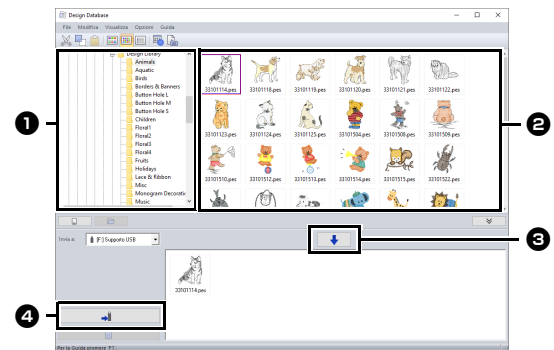 Design Database
File Modifica Visualizza Opzioni Guida
Design Library
Animals
Aquatic
Birds
Borders & Banners
Button Hole L
Button Hole M
Button Hole S
Children
Floral1
Floral2
Floral3
Floral4
Fruits
Holidays
Lace & Ribbon
Misc
Monogram Decoratic
Music
33101114.pes 33101118.pes 33101119.pes 33101120.pes 33101121.pes 33101122.pes
33101123.pes 33101124.pes 33101125.pes 33101504.pes 33101508.pes 33101509.pes
33101510.pes 33101512.pes 33101513.pes 33101514.pes 33101515.pes 33101522.pes
1
2
3
Invia a: [F:] Supporto USB
33101114.pes
4
Per la Guida premere 'F1'.